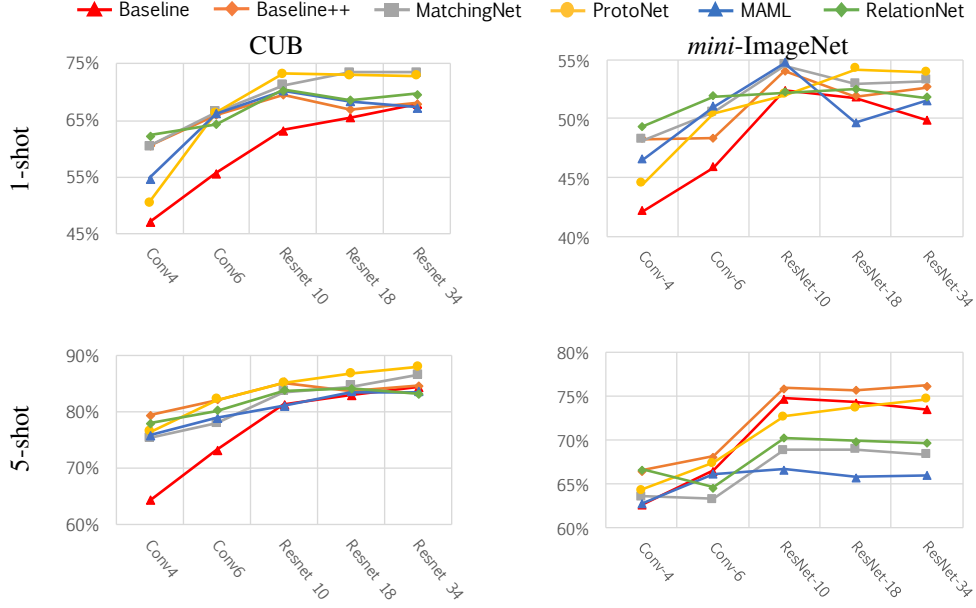 Baseline Baseline++ MatchingNet ProtoNet MAML RelationNet
CUB
mini-ImageNet
1-shot
75%
65%
55%
45%
Conv4 Conv6 Resnet 10 Resnet 18 Resnet 34
55%
50%
45%
40%
Conv-4 Conv-6 ResNet-10 ResNet-18 ResNet-34
5-shot
90%
80%
70%
60%
Conv4 Conv6 Resnet 10 Resnet 18 Resnet 34
80%
75%
70%
65%
60%
Conv-4 Conv-6 ResNet-10 ResNet-18 ResNet-34